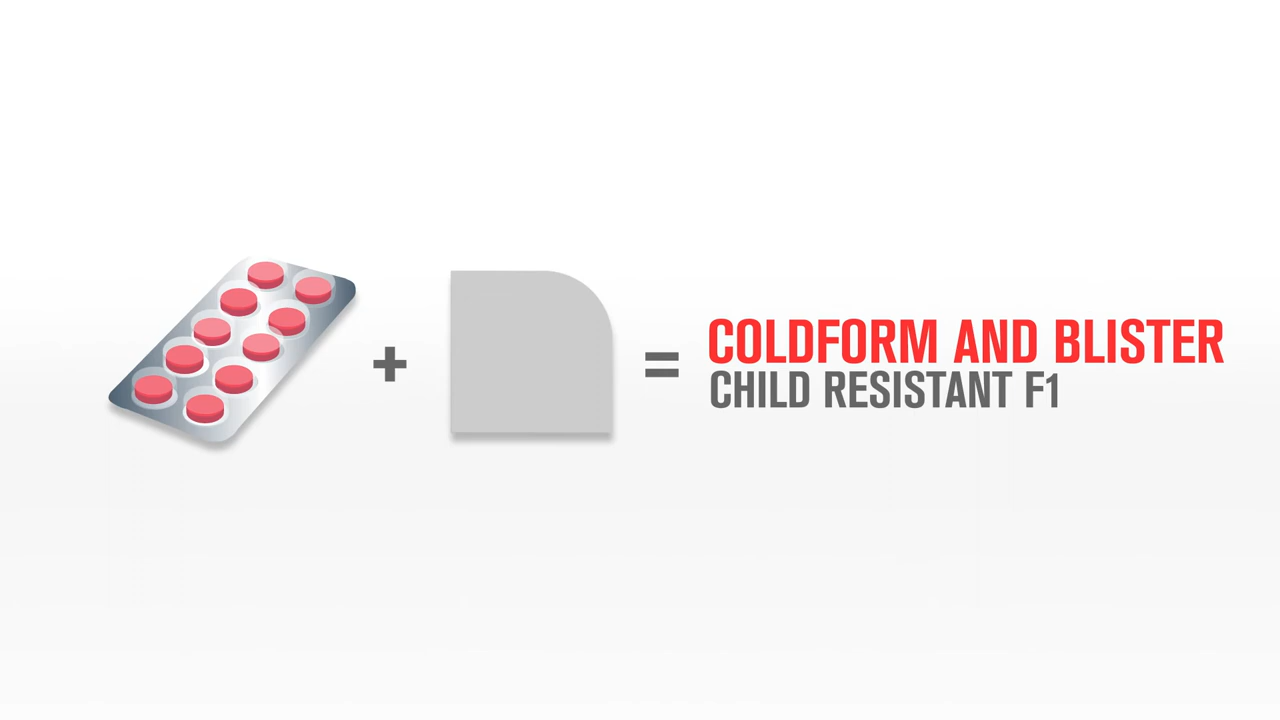 + = COLDFORM AND BLISTER
CHILD RESISTANT F1